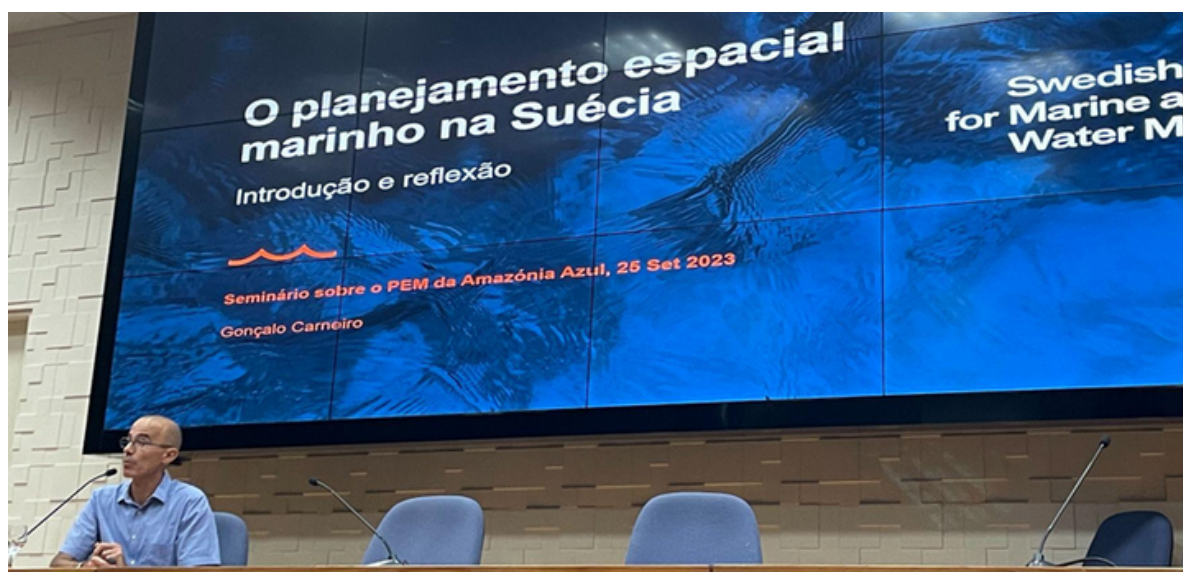 O planejamento espacial
marinho na Suécia
Introdução e reflexão
Seminário sobre o PEM da Amazónia Azul, 25 Set 2023
Gonçalo Carneiro
Swedish
for Marine a
Water M